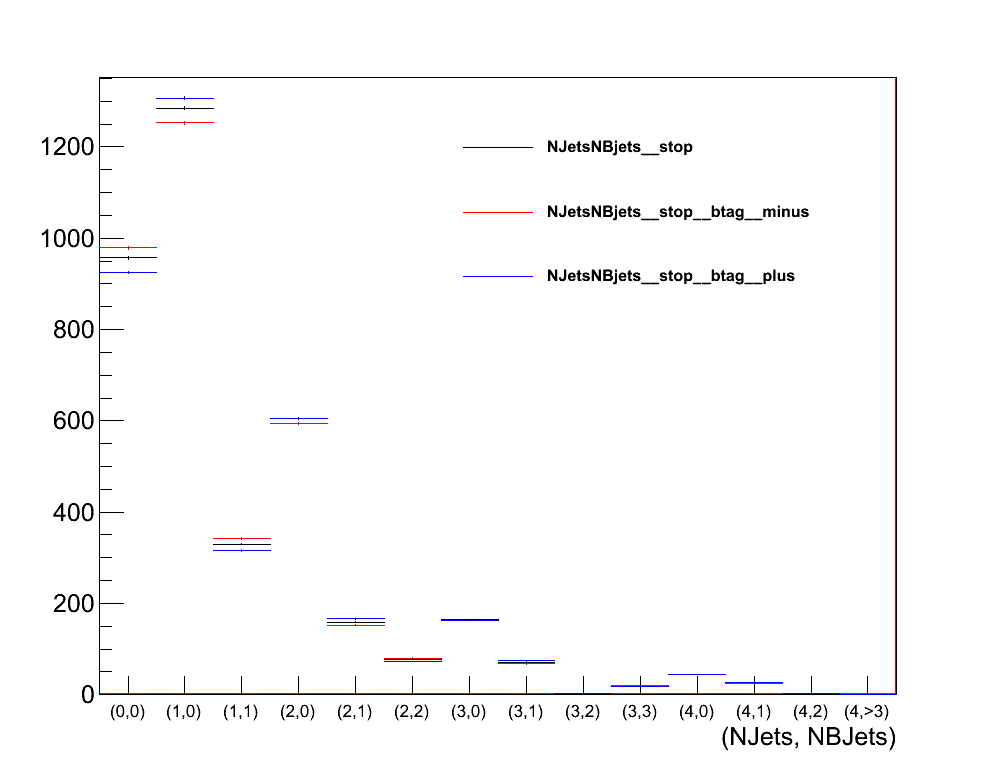 1200
1000
800
600
400
200
0
NJetsNBjets__stop
NJetsNBjets__stop__btag__minus
NJetsNBjets__stop__btag__plus
(0,0) (1,0) (1,1) (2,0) (2,1) (2,2) (3,0) (3,1) (3,2) (3,3) (4,0) (4,1) (4,2) (4,>3)
(NJets, NBJets)